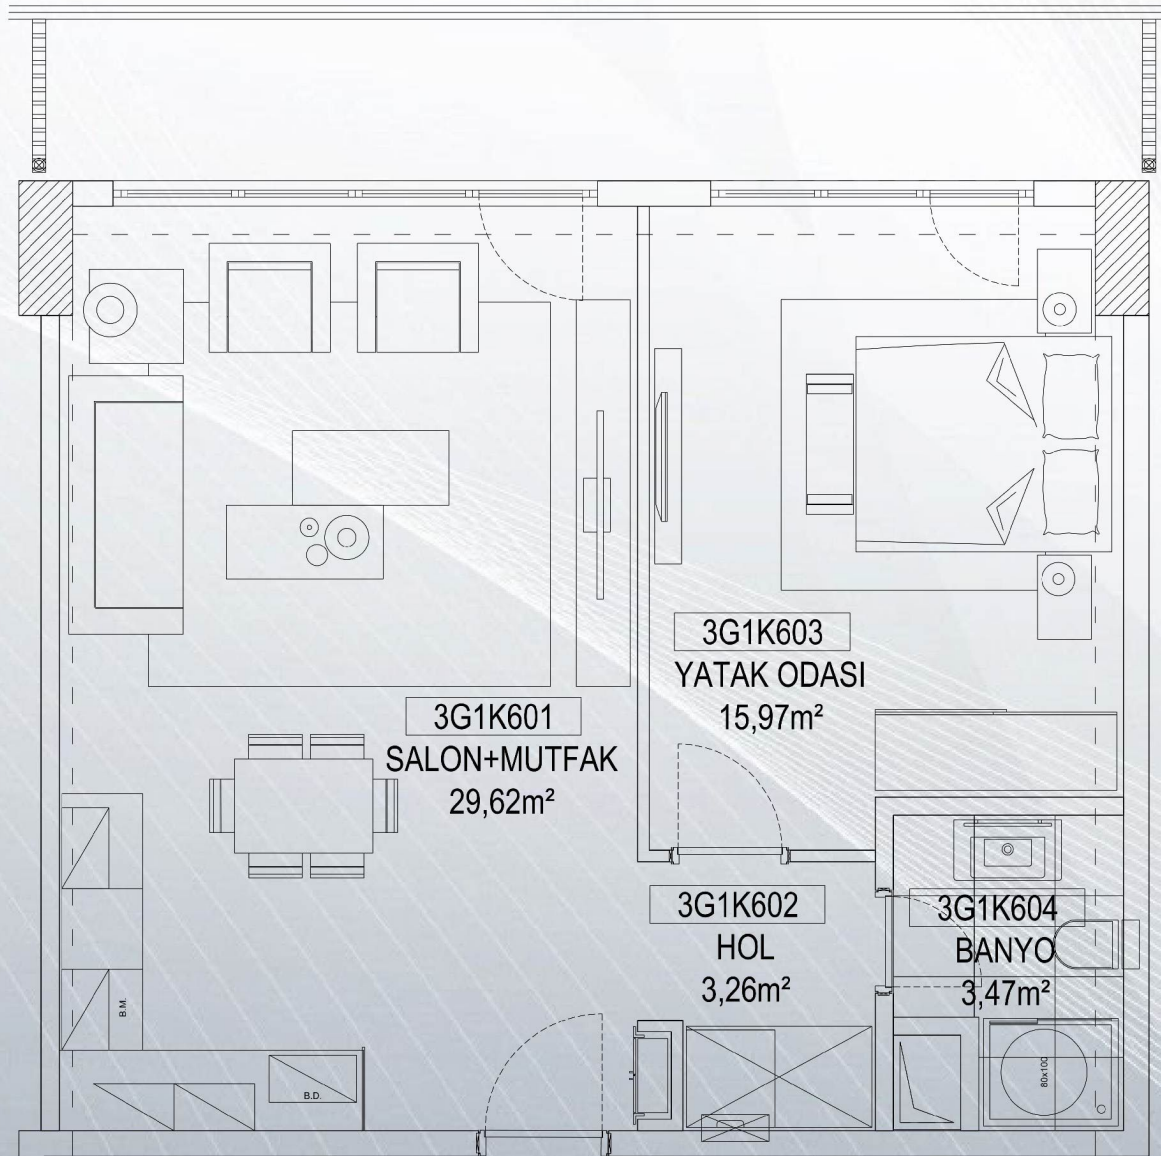 3G1K603
YATAK ODASI
15,97m²
3G1K601
SALON+MUTFAK
29,62m²
3G1K602
HOL
3,26m²
3G1K604
BANYO
3,47m²
B.M.
B.D.
80x100